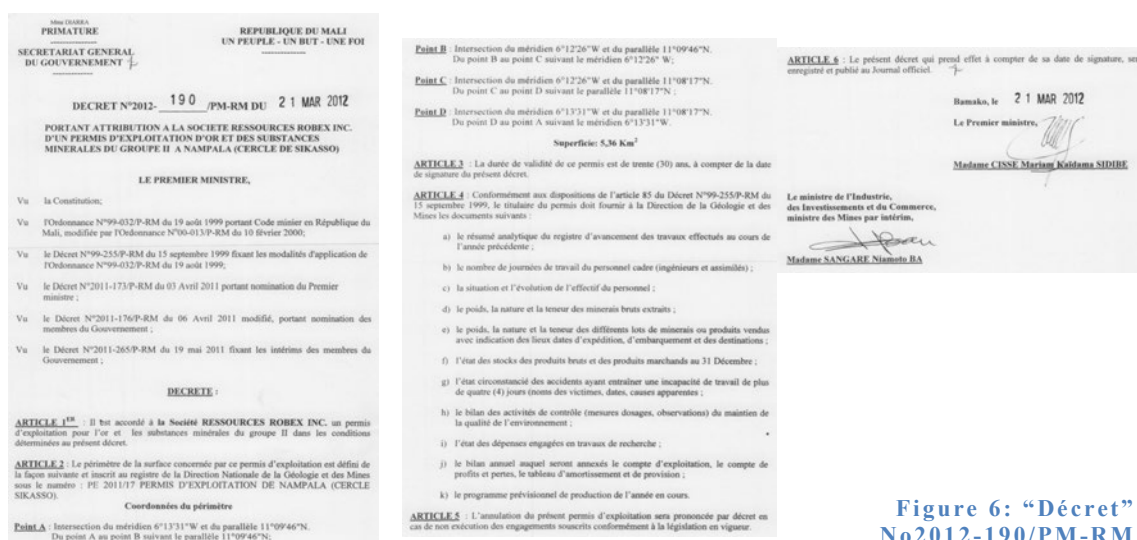 Mme DIARRA
PRIMATURE
SECRETARIAT GENERAL
DU GOUVERNEMENT
REPUBLIQUE DU MALI
UN PEUPLE - UN BUT - UNE FOI
DECRET N°2012- 190 /PM-RM DU 21 MAR 2012
PORTANT ATTRIBUTION A LA SOCIETE RESSOURCES ROBEX INC.
D'UN PERMIS D'EXPLOITATION D'OR ET DES SUBSTANCES
MINERALES DU GROUPE II A NAMPALA (CERCLE DE SIKASSO)
LE PREMIER MINISTRE,
Vu la Constitution;
Vu l'Ordonnance N°99-032/P-RM du 19 août 1999 portant Code minier en République du
Mali, modifiée par l'Ordonnance N°00-013/P-RM du 10 février 2000;
Vu le Décret N°99-255/P-RM du 15 septembre 1999 fixant les modalités d'application de
l'Ordonnance N°99-032/P-RM du 19 août 1999;
Vu le Décret N°2011-173/P-RM du 03 Avril 2011 portant nomination du Premier
ministre ;
Vu le Décret N°2011-176/P-RM du 06 Avril 2011 modifié, portant nomination des
membres du Gouvernement ;
Vu le Décret N°2011-265/P-RM du 19 mai 2011 fixant les intérims des membres du
Gouvernement ;
DECRETE :
ARTICLE 1ER : Il est accordé à la Société RESSOURCES ROBEX INC. un permis
d'exploitation pour l'or et les substances minérales du groupe II dans les conditions
déterminées au présent décret.
ARTICLE 2 : Le périmètre de la surface concernée par ce permis d'exploitation est défini de
la façon suivante et inscrit au registre de la Direction Nationale de la Géologie et des Mines
sous le numéro : PE 2011/17 PERMIS D'EXPLOITATION DE NAMPALA (CERCLE
SIKASSO).
Coordonnées du périmètre
Point A : Intersection du méridien 6°13'31"W et du parallèle 11°09'46"N.
Du point A au point B suivant le parallèle 11°09'46"N;
Point B : Intersection du méridien 6°12'26"W et du parallèle 11°09'46"N.
Du point B au point C suivant le méridien 6°12'26" W;
Point C : Intersection du méridien 6°12'26"W et du parallèle 11°08'17"N.
Du point C au point D suivant le parallèle 11°08'17"N ;
Point D : Intersection du méridien 6°13'31"W et du parallèle 11°08'17"N.
Du point D au point A suivant le méridien 6°13'31"W.
Superficie: 5,36 Km²
ARTICLE 3 : La durée de validité de ce permis est de trente (30) ans, à compter de la date
de signature du présent décret.
ARTICLE 4 : Conformément aux dispositions de l'article 85 du Décret N°99-255/P-RM du
15 septembre 1999, le titulaire du permis doit fournir à la Direction de la Géologie et des
Mines les documents suivants :
a) le résumé analytique du registre d'avancement des travaux effectués au cours de
l'année précédente ;
b) le nombre de journées de travail du personnel cadre (ingénieurs et assimilés) ;
c) la situation et l'évolution de l'effectif du personnel ;
d) le poids, la nature et la teneur des minerais bruts extraits ;
e) le poids, la nature et la teneur des différents lots de minerais ou produits vendus
avec indication des lieux dates d'expédition, d'embarquement et des destinations ;
f) l'état des stocks des produits bruts et des produits marchands au 31 Décembre ;
g) l'état circonstancié des accidents ayant entraîner une incapacité de travail de plus
de quatre (4) jours (noms des victimes, dates, causes apparentes ;
h) le bilan des activités de contrôle (mesures dosages, observations) du maintien de
la qualité de l'environnement ;
i) l'état des dépenses engagées en travaux de recherche ;
j) le bilan annuel auquel seront annexés le compte d'exploitation, le compte de
profits et pertes, le tableau d'amortissement et de provision ;
k) le programme prévisionnel de production de l'année en cours.
ARTICLE 5 : L'annulation du présent permis d'exploitation sera prononcée par décret en
cas de non exécution des engagements souscrits conformément à la législation en vigueur.
ARTICLE 6 : Le présent décret qui prend effet à compter de sa date de signature, ser
enregistré et publié au Journal officiel.
Bamako, le 21 MAR 2012
Le Premier ministre,
Madame CISSE Mariam Kaïdama SIDIBE
Le ministre de l'Industrie,
des Investissements et du Commerce,
ministre des Mines par intérim,
Madame SANGARE Niamoto BA
Figure 6: “Décret”
No2012-190/PM-RM